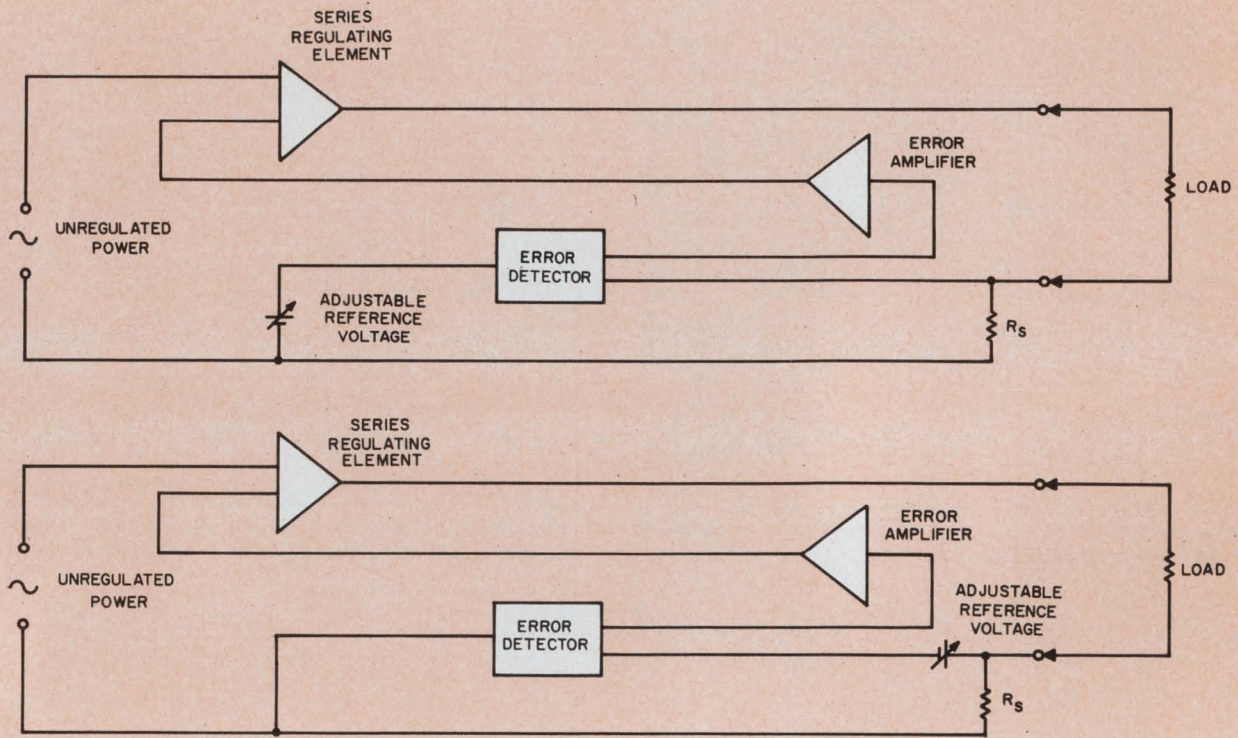 SERIES
REGULATING
ELEMENT
ERROR
AMPLIFIER
LOAD
UNREGULATED
POWER
ERROR
DETECTOR
ADJUSTABLE
REFERENCE
VOLTAGE
RS
SERIES
REGULATING
ELEMENT
ERROR
AMPLIFIER
LOAD
UNREGULATED
POWER
ADJUSTABLE
REFERENCE
VOLTAGE
ERROR
DETECTOR
RS